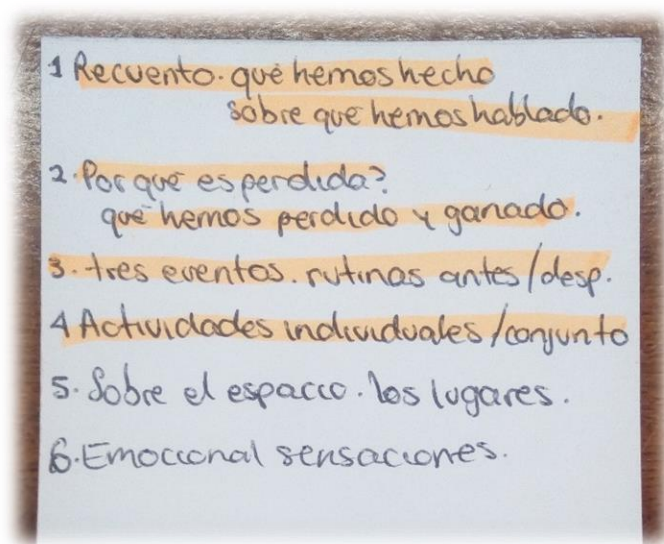 1 Recuento. qué hemos hecho
sobre que hemos hablado.
2. Por qué es perdida?
que hemos perdido y ganado.
3. tres eventos. rutinas antes/desp.
4 Actividades individuales/conjunto
5. Sobre el espacio. los lugares.
6. Emocional sensaciones.